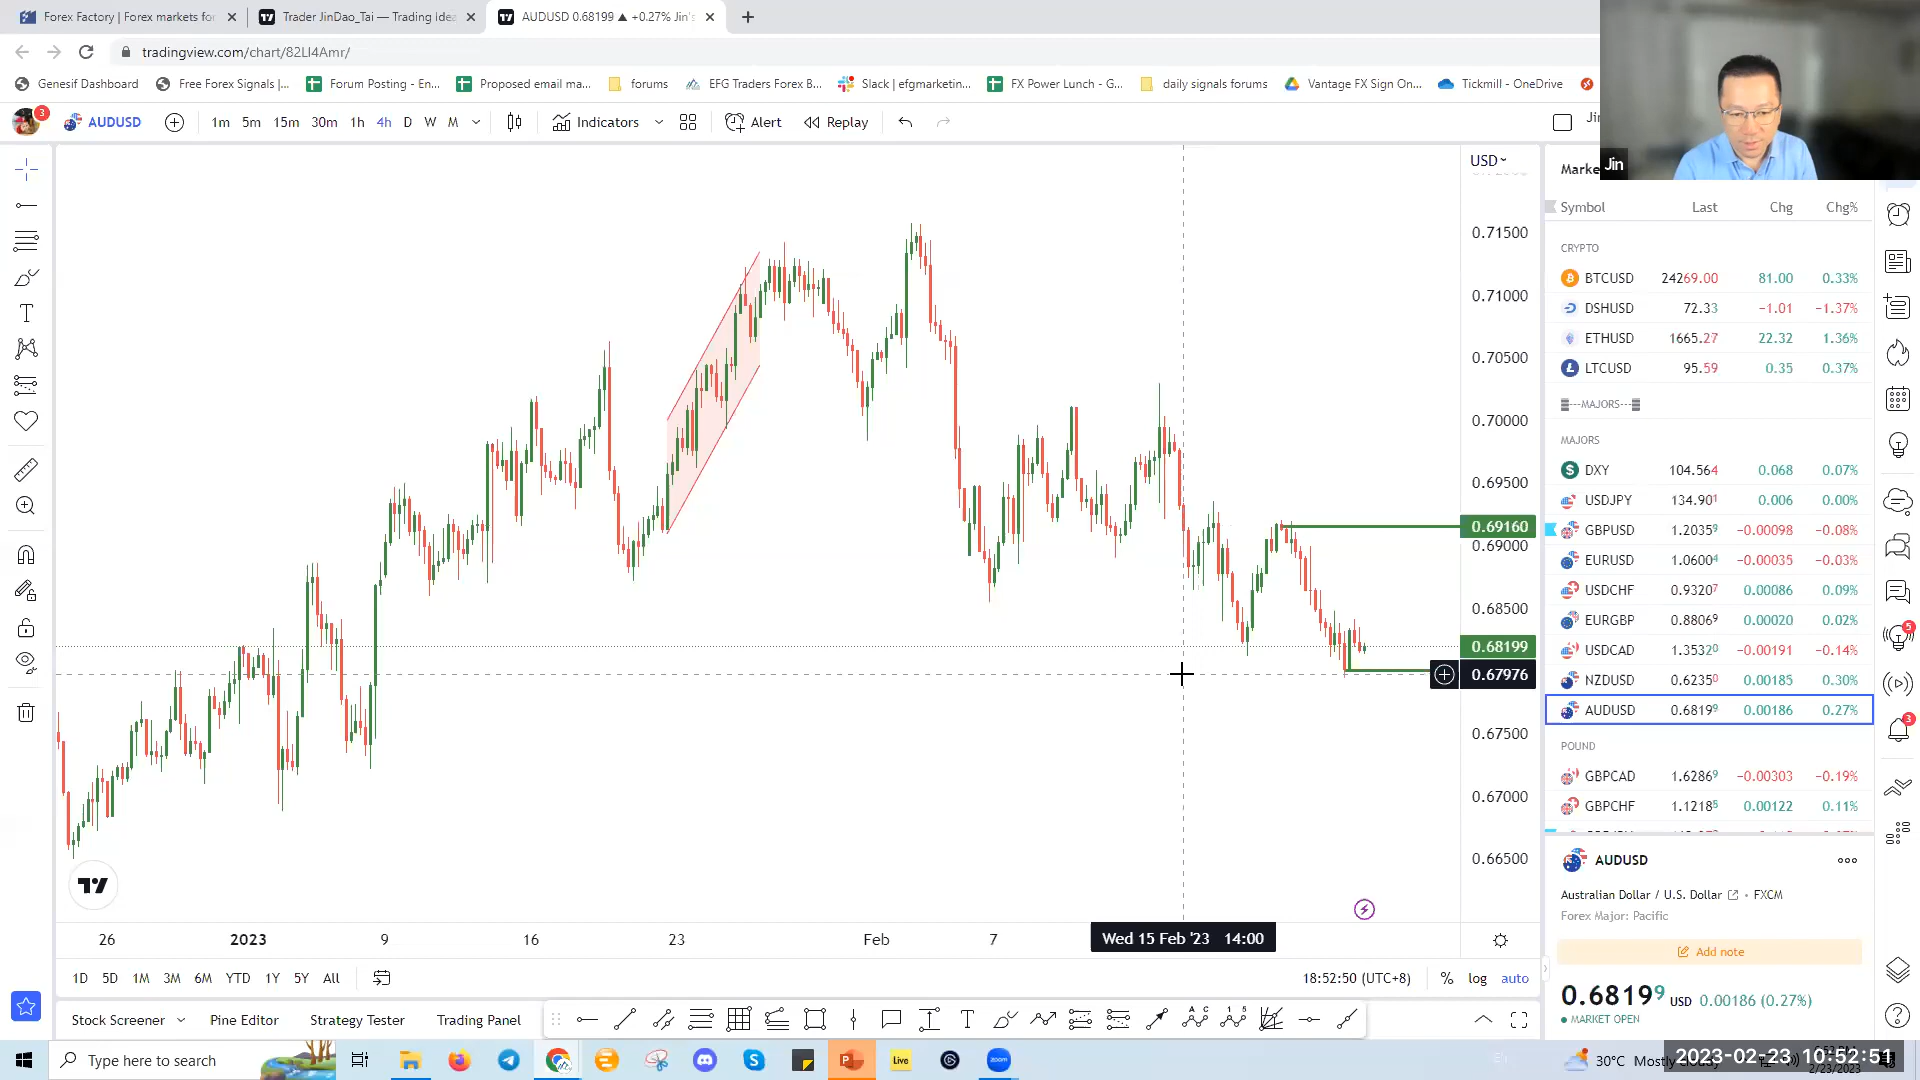 Forex Factory | Forex markets for
Trader JinDao_Tai — Trading Idea
AUDUSD 0.68199 ▲ +0.27% Jin's
tradingview.com/chart/82LI4Amr/
Genesif Dashboard
Free Forex Signals |...
Forum Posting - En...
Proposed email ma...
forums
EFG Traders Forex B...
Slack | efgmarketin...
FX Power Lunch - G...
daily signals forums
Vantage FX Sign On...
Tickmill - OneDrive
3
AUDUSD
1m 5m 15m 30m 1h 4h D W M
Indicators
Alert
Replay
Jin
USD
0.71500
0.71000
0.70500
0.70000
0.69500
0.69160
0.69000
0.68500
0.68199
0.67976
0.67500
0.67000
0.66500
26 2023 9 16 23 Feb 7
Wed 15 Feb '23 14:00
1D 5D 1M 3M 6M YTD 1Y 5Y All
18:52:50 (UTC+8)
% log auto
Stock Screener
Pine Editor
Strategy Tester
Trading Panel
Symbol Last Chg Chg%
CRYPTO
BTCUSD 24269.00 81.00 0.33%
DSHUSD 72.33 −1.01 −1.37%
ETHUSD 1665.27 22.32 1.36%
LTCUSD 95.59 0.35 0.37%
---MAJORS---
MAJORS
DXY 104.564 0.068 0.07%
USDJPY 134.901 0.006 0.00%
GBPUSD 1.20359 −0.00098 −0.08%
EURUSD 1.06004 −0.00035 −0.03%
USDCHF 0.93207 0.00086 0.09%
EURGBP 0.88069 0.00020 0.02%
USDCAD 1.35320 −0.00191 −0.14%
NZDUSD 0.62350 0.00185 0.30%
AUDUSD 0.68199 0.00186 0.27%
POUND
GBPCAD 1.62869 −0.00303 −0.19%
GBPCHF 1.12185 0.00122 0.11%
AUDUSD
Australian Dollar / U.S. Dollar • FXCM
Forex Major: Pacific
Add note
0.68199 USD 0.00186 (0.27%)
MARKET OPEN
5
3
Type here to search
Live
zoom
30°C Mostly cloudy
2023-02-23 10:52:51
2/23/2023